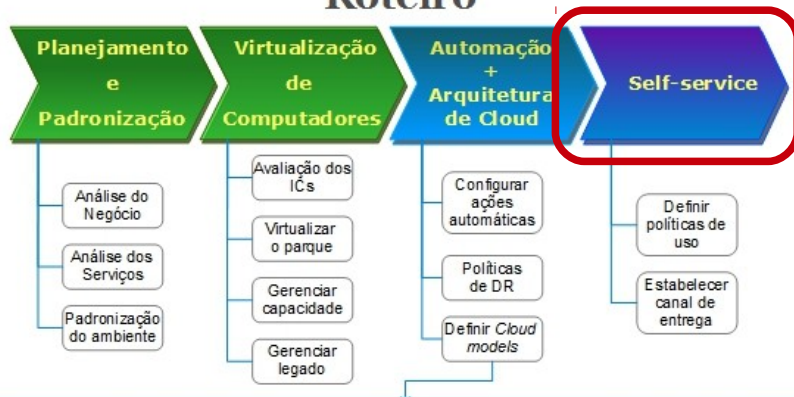 Roteiro
Planejamento
e
Padronização
Virtualização
de
Computadores
Automação
+
Arquitetura
de Cloud
Self-service
Análise do
Negócio
Análise dos
Serviços
Padronização
do ambiente
Avaliação dos
ICs
Virtualizar
o parque
Gerenciar
capacidade
Gerenciar
legado
Configurar
ações
automáticas
Políticas
de DR
Definir Cloud
models
Definir
políticas de
uso
Estabelecer
canal de
entrega